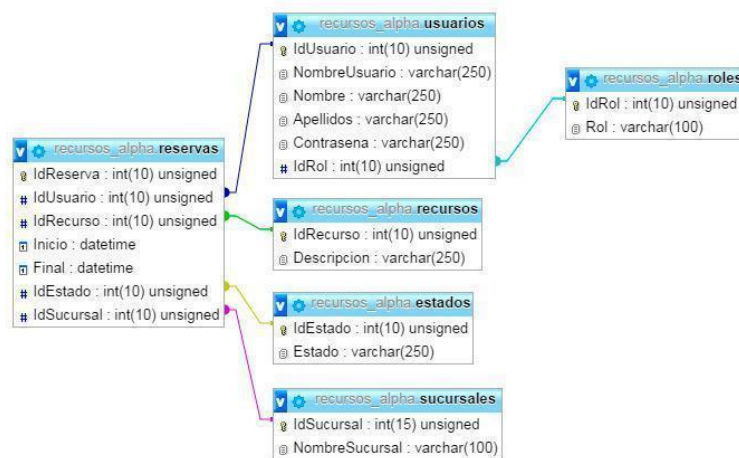 recursos_alpha.usuarios
IdUsuario : int(10) unsigned
NombreUsuario : varchar(250)
Nombre : varchar(250)
Apellidos : varchar(250)
Contrasena : varchar(250)
IdRol : int(10) unsigned
recursos_alpha.roles
IdRol : int(10) unsigned
Rol : varchar(100)
recursos_alpha.reservas
IdReserva : int(10) unsigned
IdUsuario : int(10) unsigned
IdRecurso : int(10) unsigned
Inicio : datetime
Final : datetime
IdEstado : int(10) unsigned
IdSucursal : int(10) unsigned
recursos_alpha.recursos
IdRecurso : int(10) unsigned
Descripcion : varchar(250)
recursos_alpha.estados
IdEstado : int(10) unsigned
Estado : varchar(250)
recursos_alpha.sucursales
IdSucursal : int(15) unsigned
NombreSucursal : varchar(100)